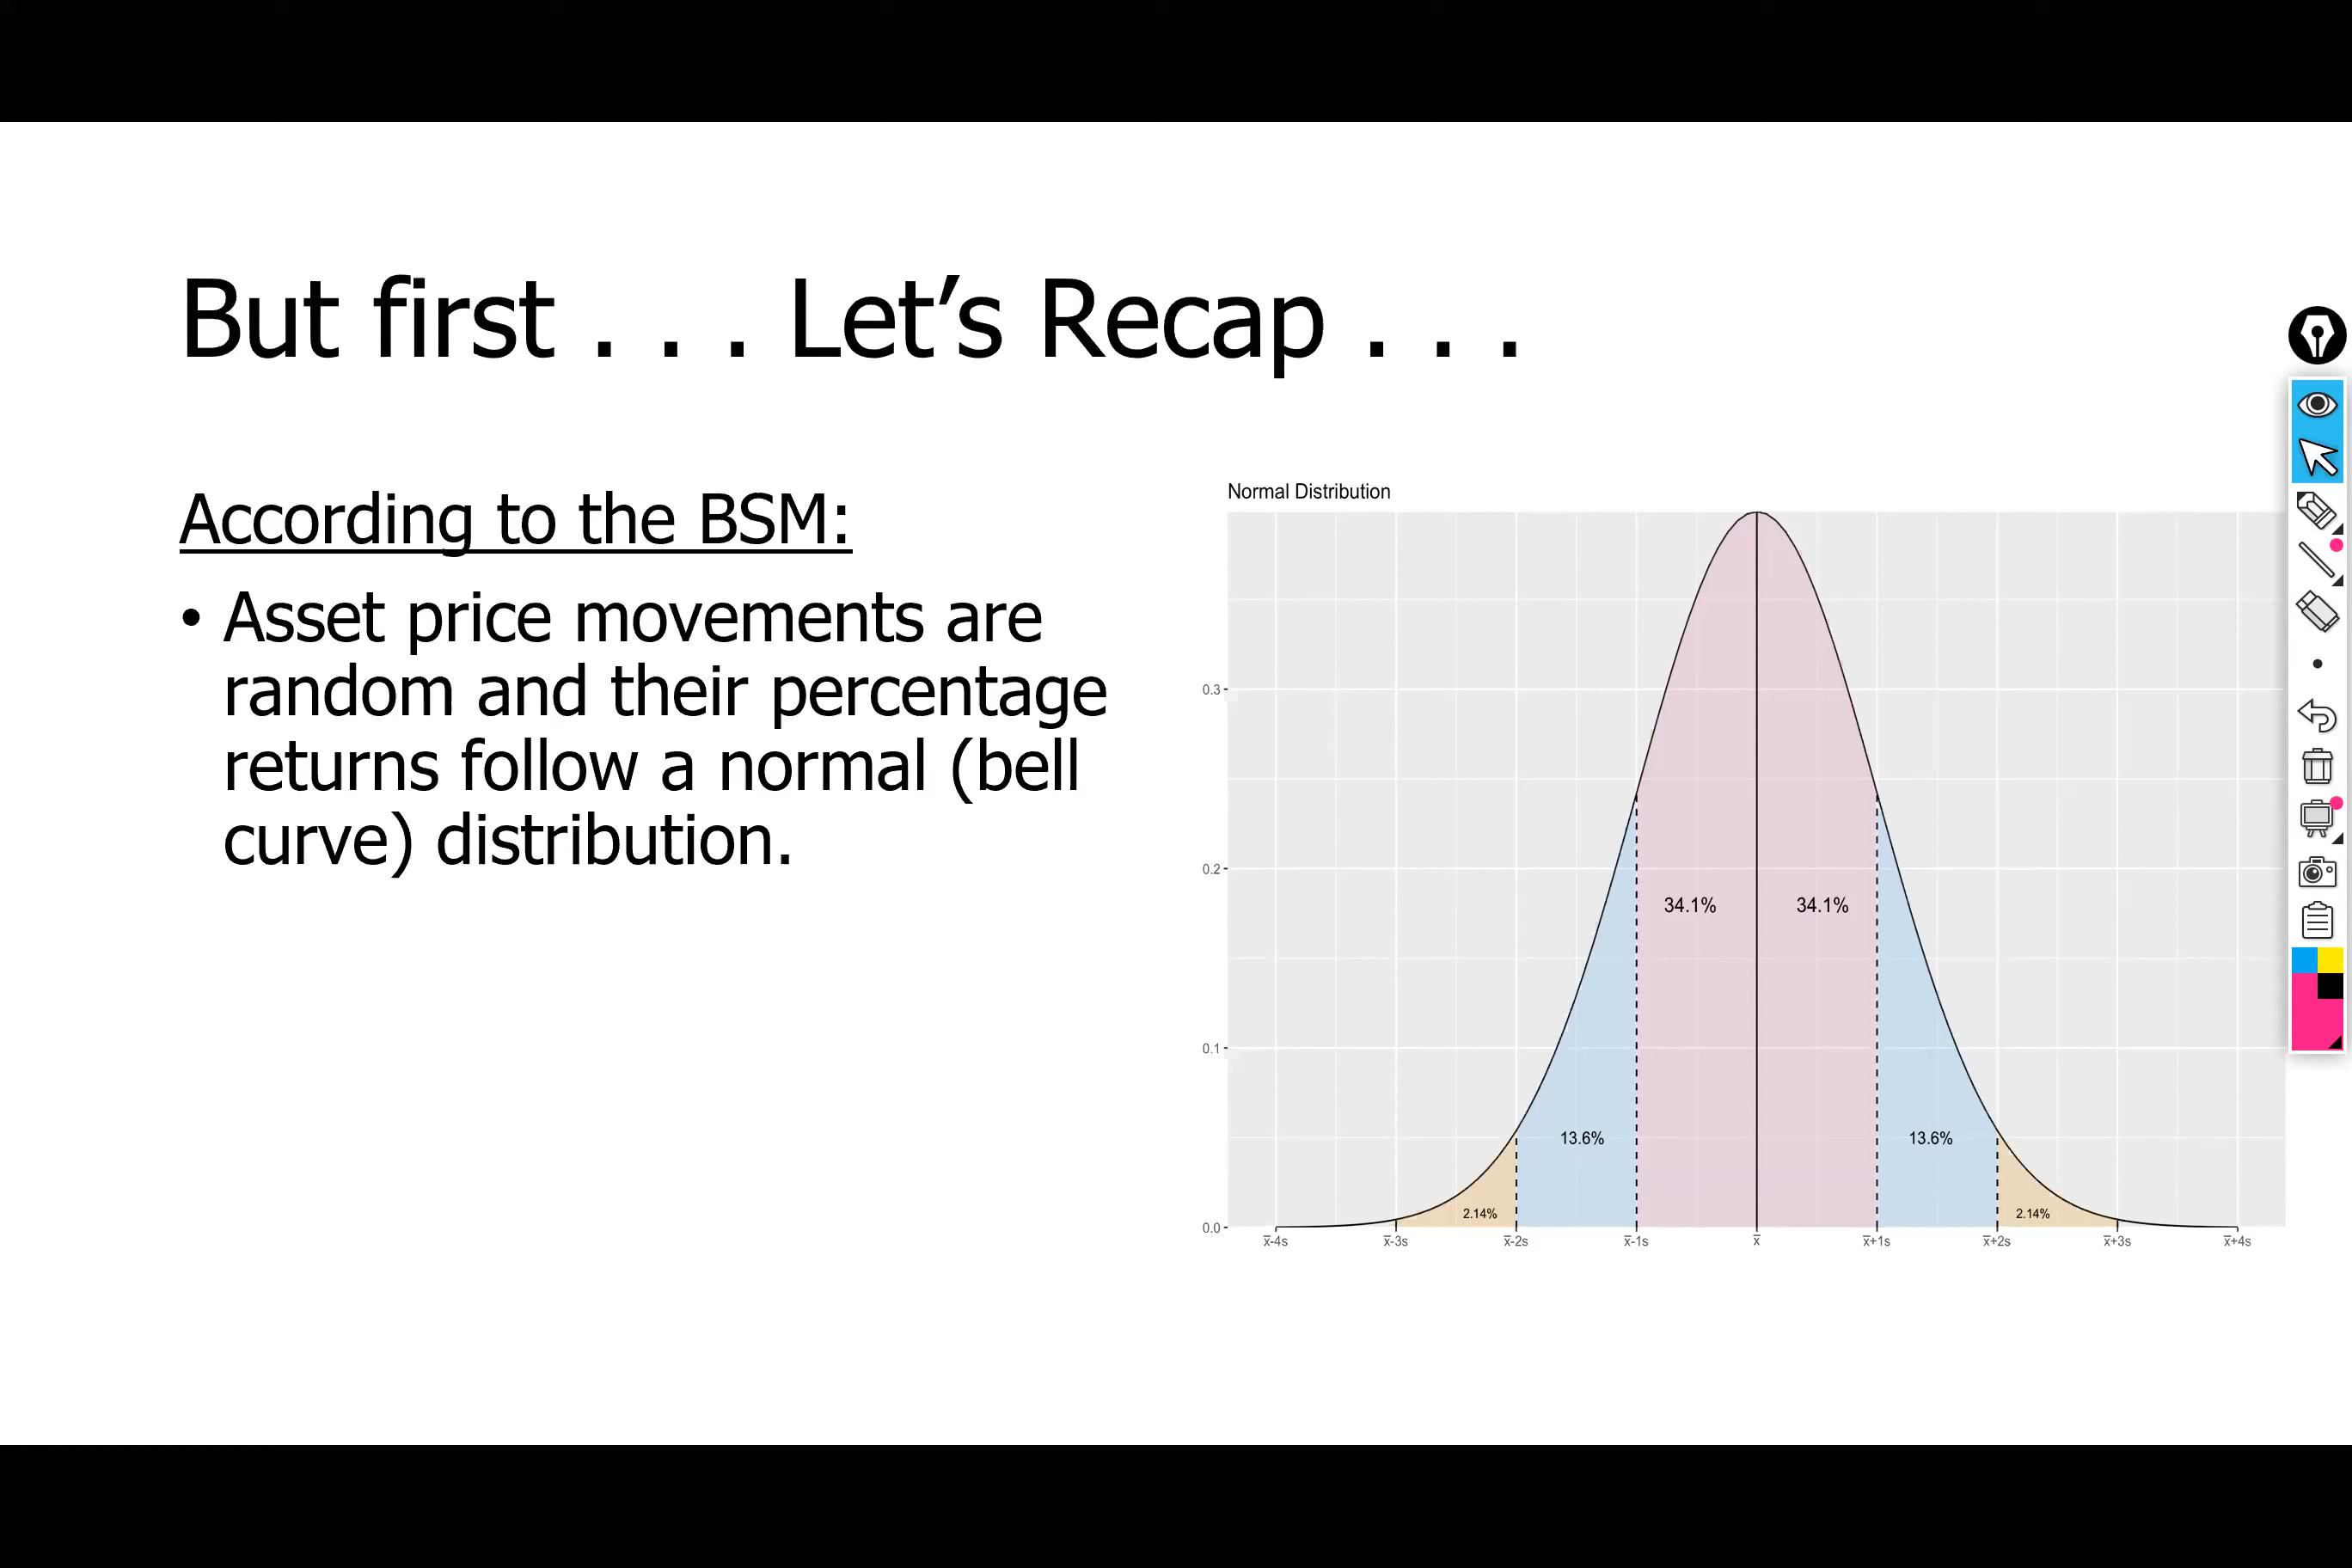 But first . . . Let’s Recap . . .
According to the BSM:
• Asset price movements are
random and their percentage
returns follow a normal (bell
curve) distribution.
Normal Distribution
0.3
0.2
0.1
0.0
34.1% 34.1%
13.6% 13.6%
2.14% 2.14%
x̅-4s x̅-3s x̅-2s x̅-1s x̅ x̅+1s x̅+2s x̅+3s x̅+4s